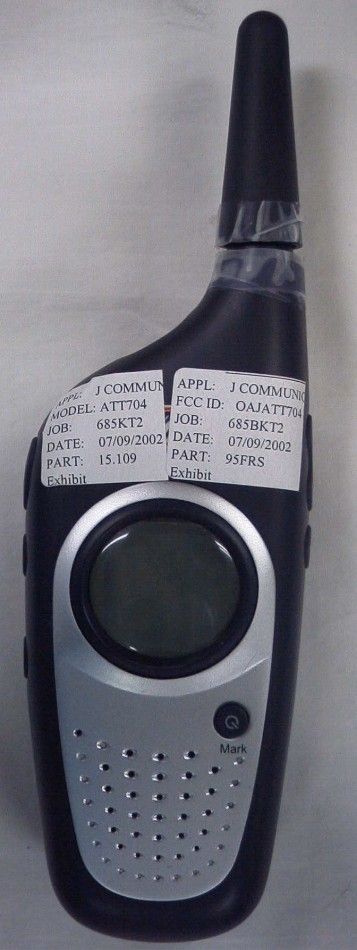 APPL: J COMMUN
MODEL: ATT704
JOB: 685KT2
DATE: 07/09/2002
PART: 15.109
Exhibit
APPL: J COMMUNIC
FCC ID: OAJATT704
JOB: 685BKT2
DATE: 07/09/2002
PART: 95FRS
Exhibit
Mark